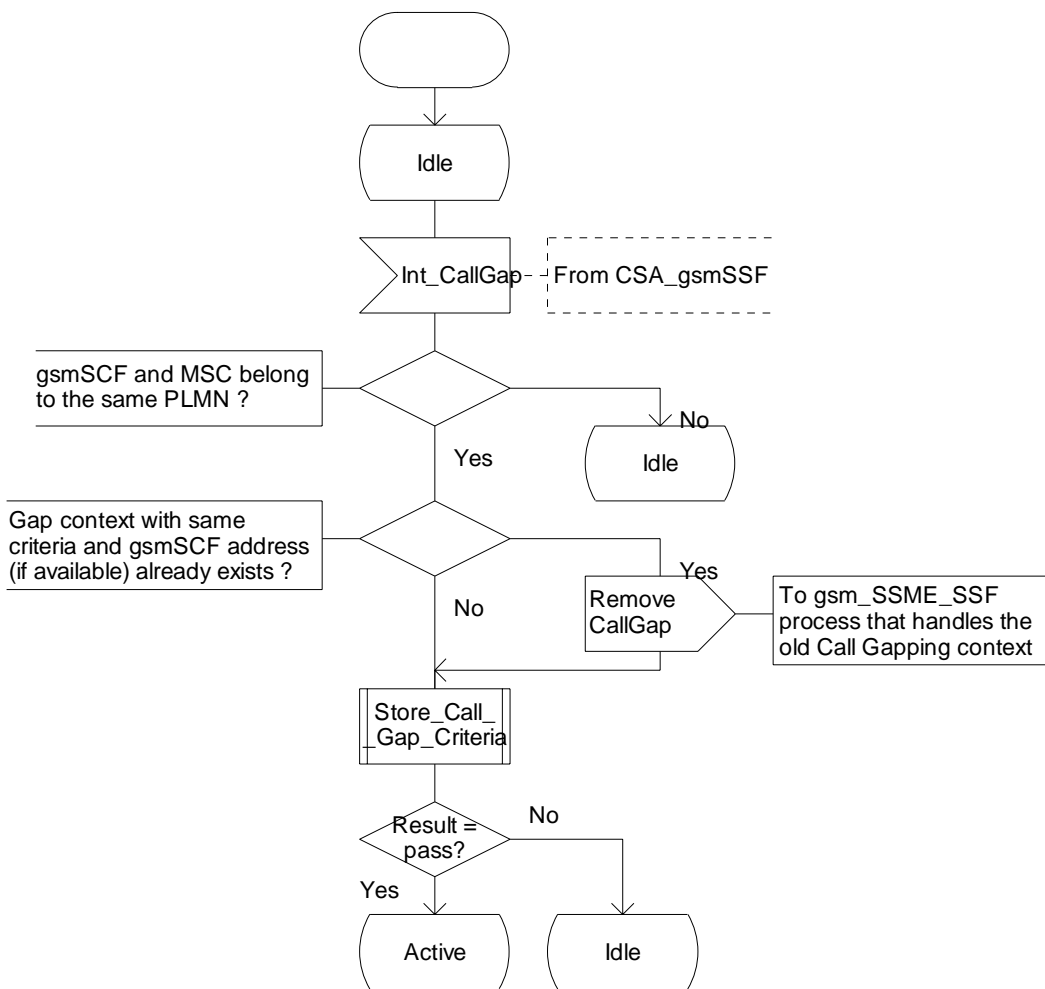 Idle
Int_CallGap
From CSA_gsmSSF
gsmSCF and MSC belong
to the same PLMN ?
No
Idle
Yes
Gap context with same
criteria and gsmSCF address
(if available) already exists ?
Yes
No
Remove
CallGap
To gsm_SSME_SSF
process that handles the
old Call Gapping context
Store_Call_
_Gap_Criteria
Result =
pass?
No
Yes
Active
Idle